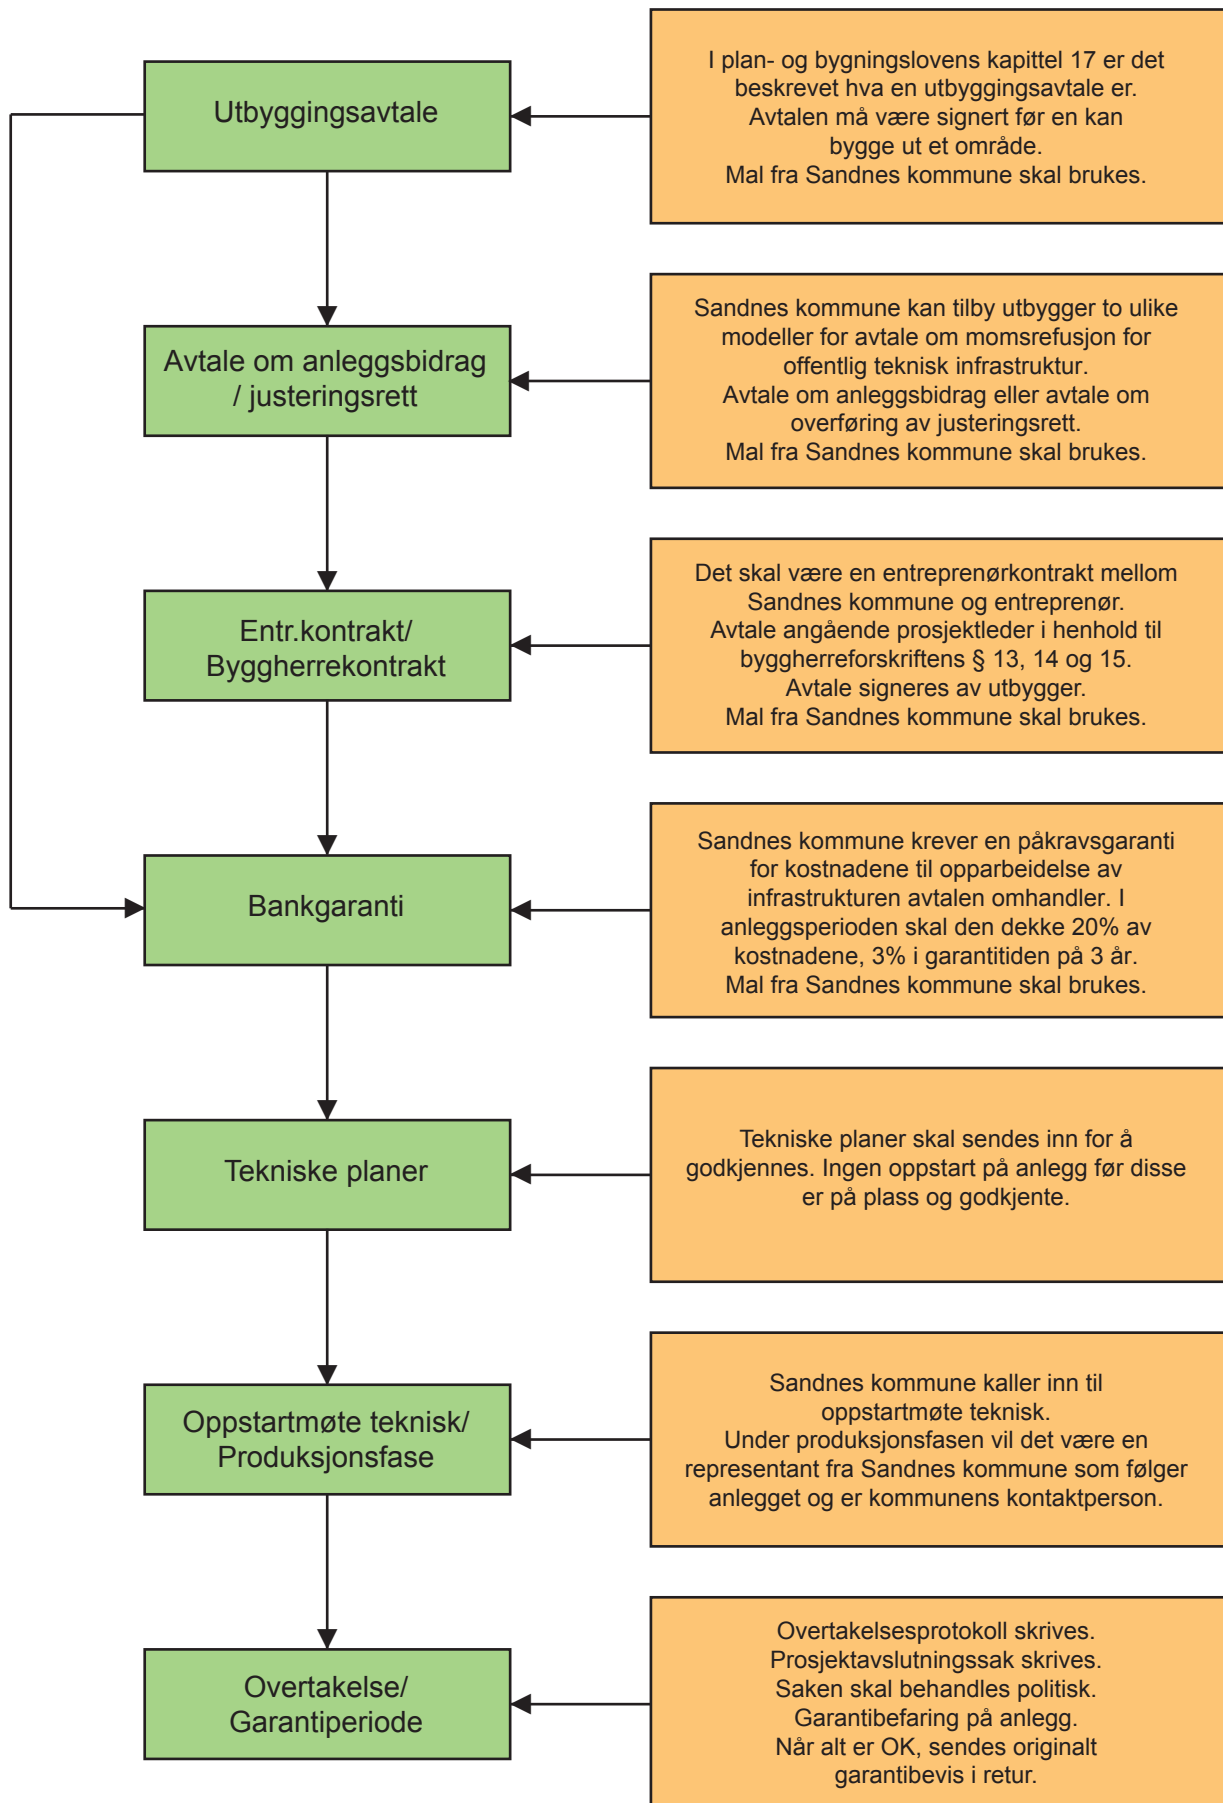 Utbyggingsavtale
I plan- og bygningslovens kapittel 17 er det
beskrevet hva en utbyggingsavtale er.
Avtalen må være signert før en kan
bygge ut et område.
Mal fra Sandnes kommune skal brukes.
Avtale om anleggsbidrag
/ justeringsrett
Sandnes kommune kan tilby utbygger to ulike
modeller for avtale om momsrefusjon for
offentlig teknisk infrastruktur.
Avtale om anleggsbidrag eller avtale om
overføring av justeringsrett.
Mal fra Sandnes kommune skal brukes.
Entr.kontrakt/
Byggherrekontrakt
Det skal være en entreprenørkontrakt mellom
Sandnes kommune og entreprenør.
Avtale angående prosjektleder i henhold til
byggherreforskriftens § 13, 14 og 15.
Avtale signeres av utbygger.
Mal fra Sandnes kommune skal brukes.
Bankgaranti
Sandnes kommune krever en påkravsgaranti
for kostnadene til opparbeidelse av
infrastrukturen avtalen omhandler. I
anleggsperioden skal den dekke 20% av
kostnadene, 3% i garantitiden på 3 år.
Mal fra Sandnes kommune skal brukes.
Tekniske planer
Tekniske planer skal sendes inn for å
godkjennes. Ingen oppstart på anlegg før disse
er på plass og godkjente.
Oppstartmøte teknisk/
Produksjonsfase
Sandnes kommune kaller inn til
oppstartmøte teknisk.
Under produksjonsfasen vil det være en
representant fra Sandnes kommune som følger
anlegget og er kommunens kontaktperson.
Overtakelse/
Garantiperiode
Overtakelsesprotokoll skrives.
Prosjektavslutningssak skrives.
Saken skal behandles politisk.
Garantibefaring på anlegg.
Når alt er OK, sendes originalt
garantibevis i retur.